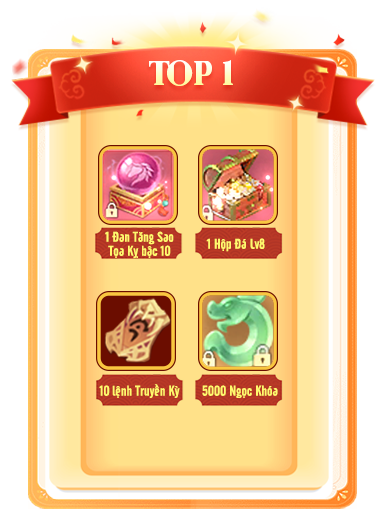 TOP 1
1 Đan Tăng Sao
Tọa Kỵ bậc 10
1 Hộp Đá Lv8
10 lệnh Truyền Kỳ
5000 Ngọc Khóa